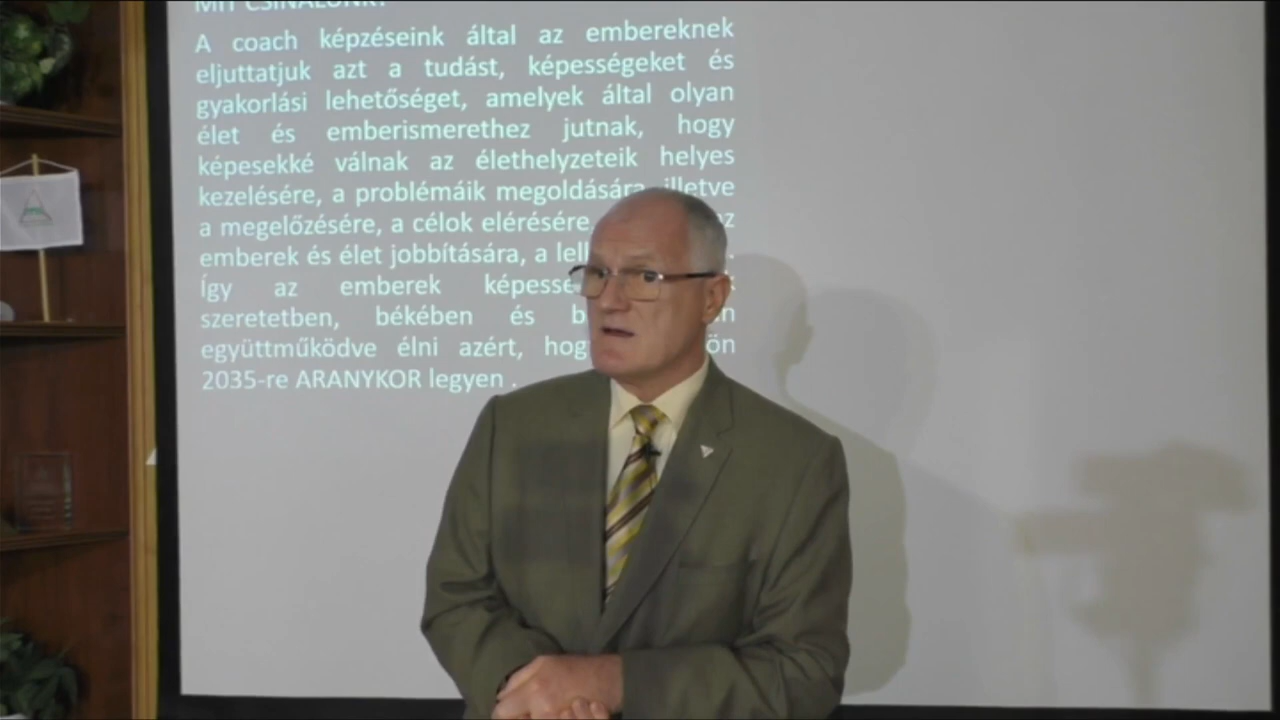 MIT CSINÁLUNK?
A coach képzéseink által az embereknek
eljuttatjuk azt a tudást, képességeket és
gyakorlási lehetőséget, amelyek által olyan
élet és emberismerethez jutnak, hogy
képesekké válnak az élethelyzeteik helyes
kezelésére, a problémáik megoldására, illetve
a megelőzésére, a célok elérésére
emberek és élet jobbítására, a
Így az emberek
szeretetben, békében és
együttműködve élni azért,
2035-re ARANYKOR legyen .